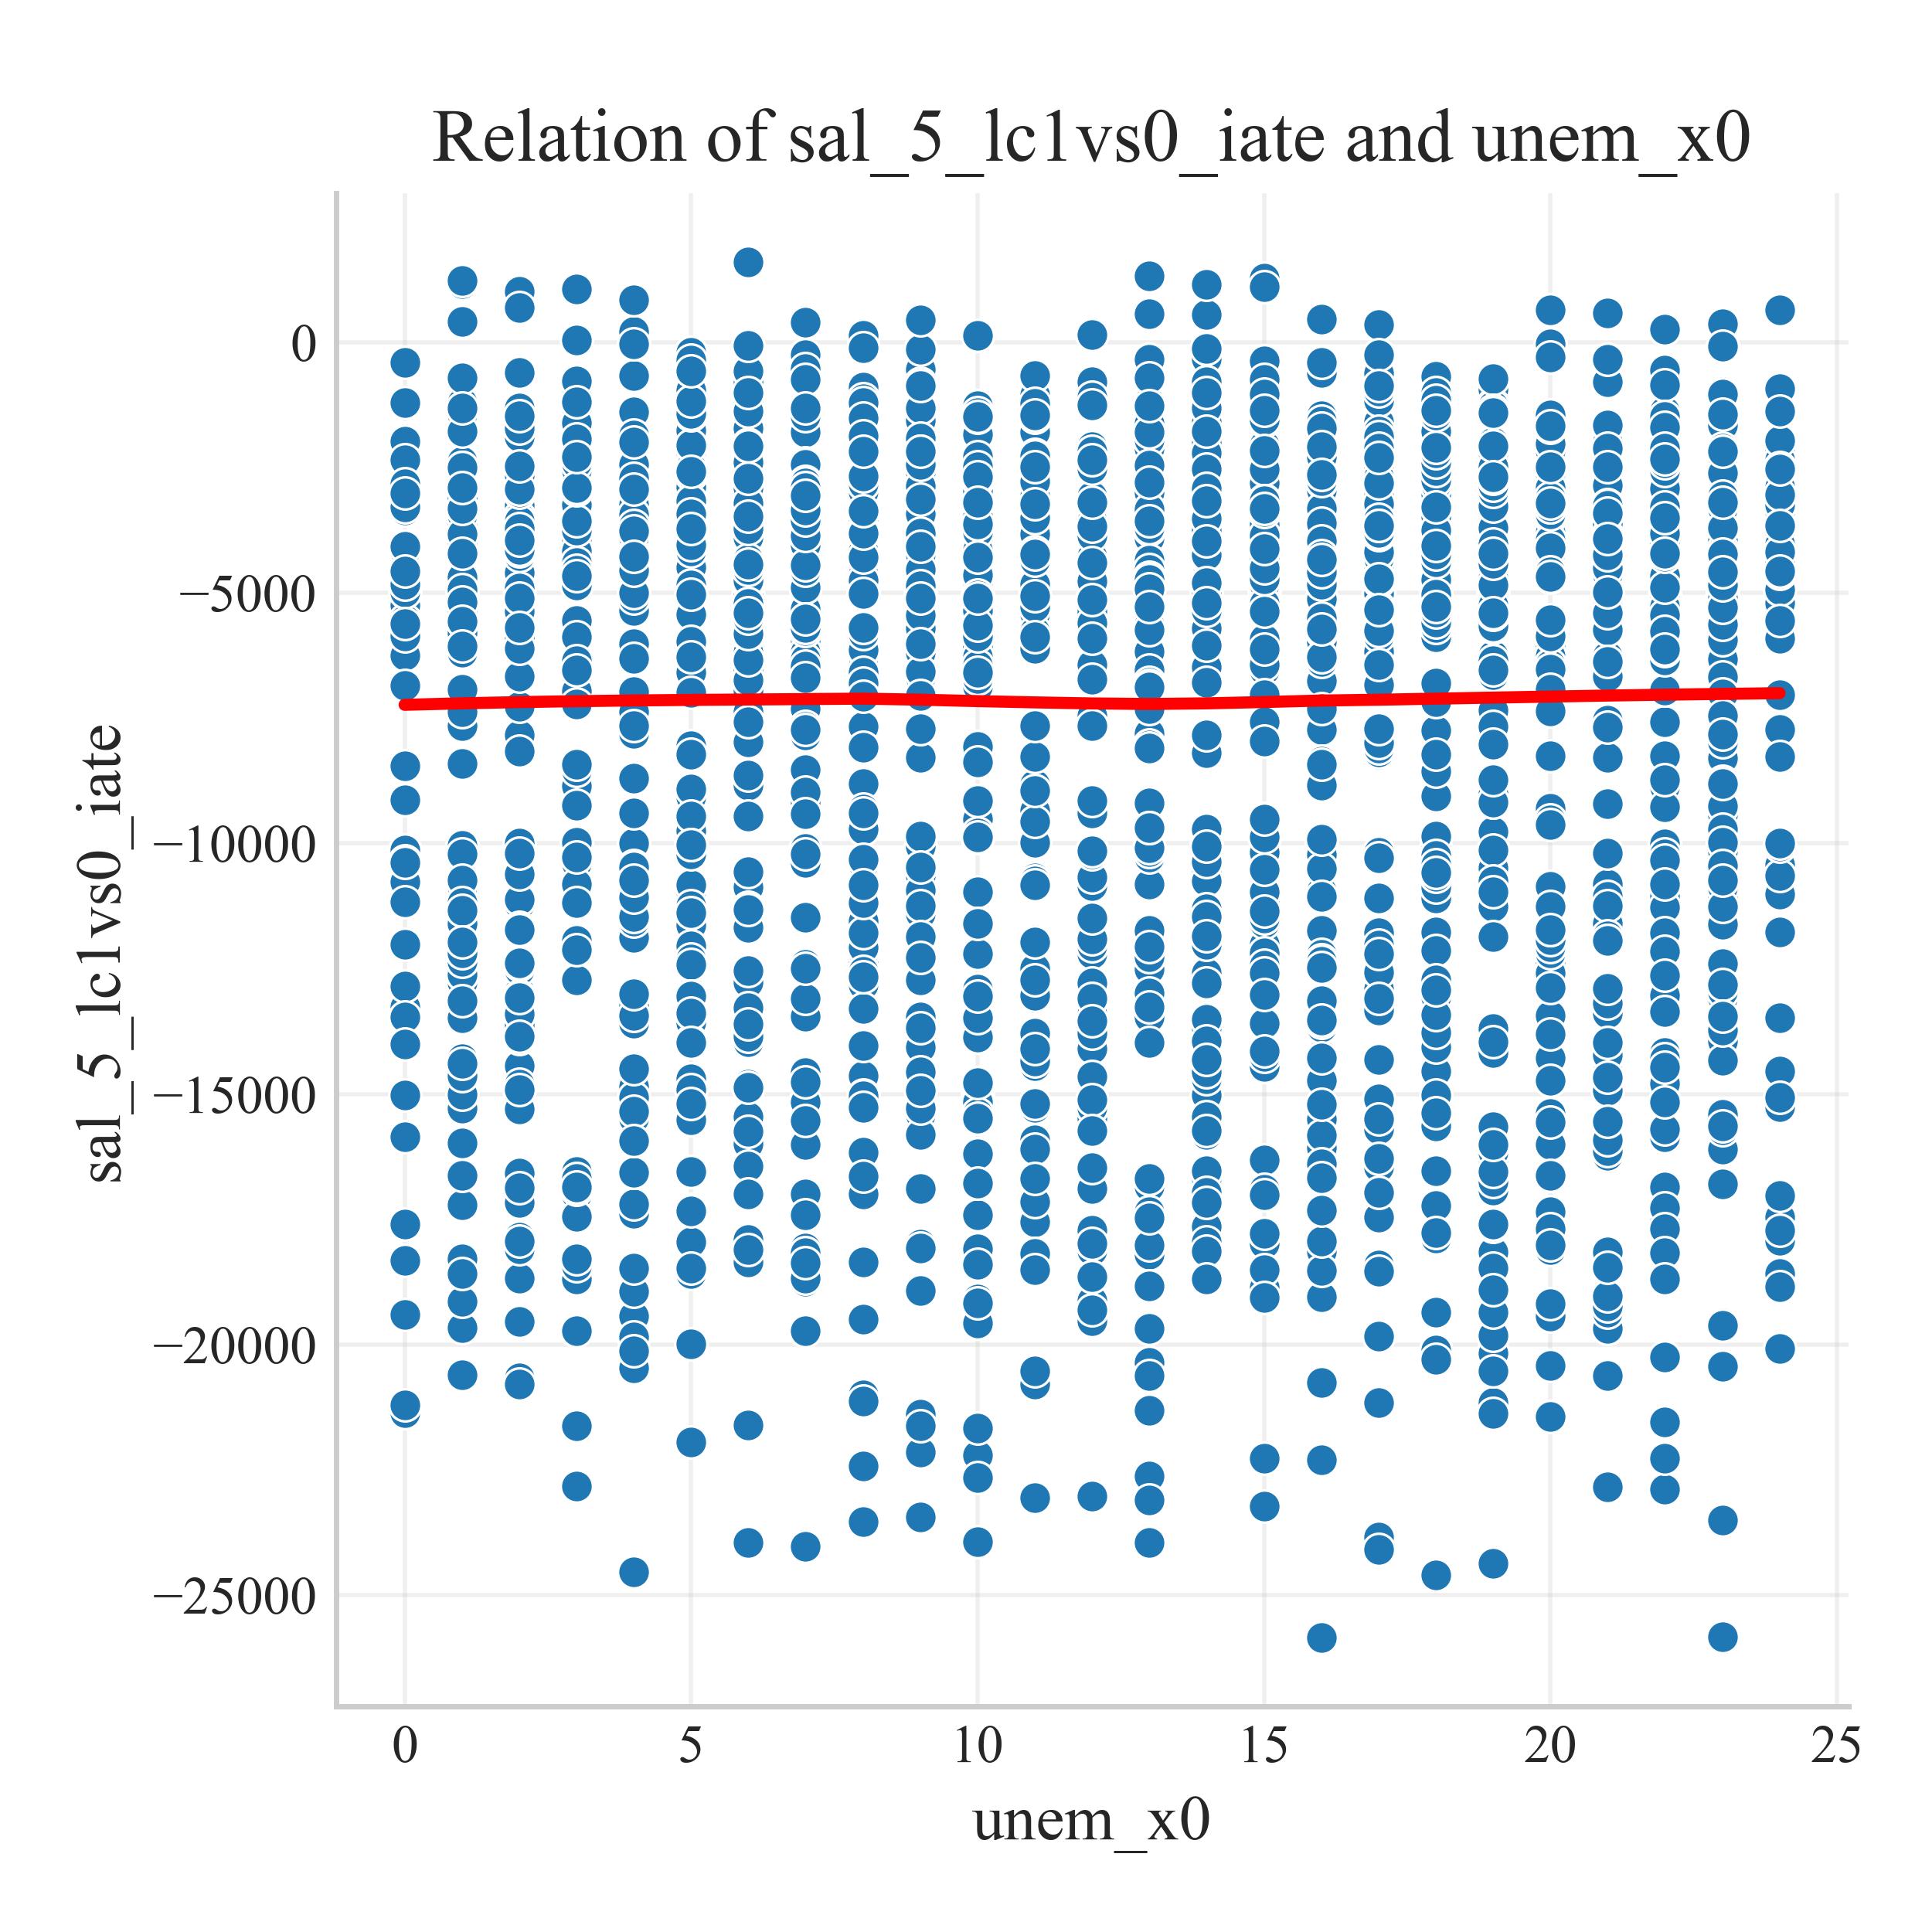 Relation of sal_5_lc1vs0_iate and unem_x0
sal_5_lc1vs0_iate
0
−5000
−10000
−15000
−20000
−25000
0 5 10 15 20 25
unem_x0